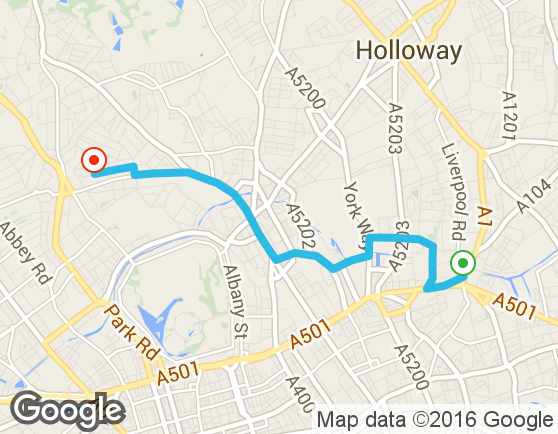 Holloway
A5200
A5203
A1201
Liverpool Rd
A104
A1
York Way
A5203
A5202
Abbey Rd
Albany St
Park Rd
A501
A501
A501
A5200
A400
Google
Map data ©2016 Google